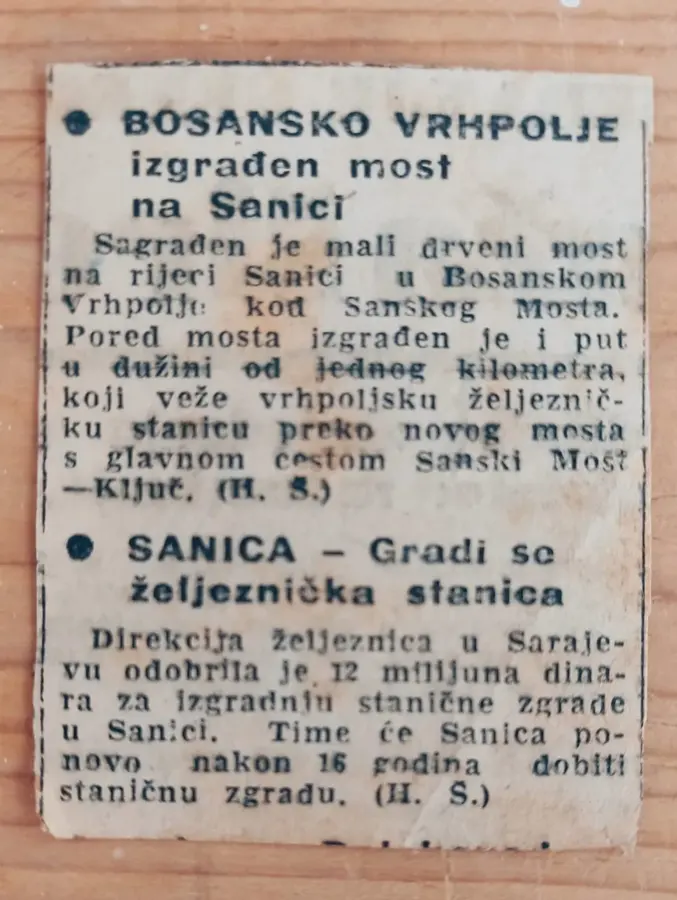 ● BOSANSKO VRHPOLJE
izgrađen most
na Sanici
Sagrađen je mali drveni most
na rijeci Sanici u Bosanskom
Vrhpolju kod Sanskog Mosta.
Pored mosta izgrađen je i put
u dužini od jednog kilometra,
koji veže vrhpoljsku željeznič-
ku stanicu preko novog mosta
s glavnom cestom Sanski Most
—Ključ. (H. Š.)
● SANICA — Gradi se
željeznička stanica
Direkcija željeznica u Saraje-
vu odobrila je 12 milijuna dina-
ra za izgradnju stanične zgrade
u Sanici. Time će Sanica po-
novo nakon 16 godina dobiti
staničnu zgradu. (H. Š.)